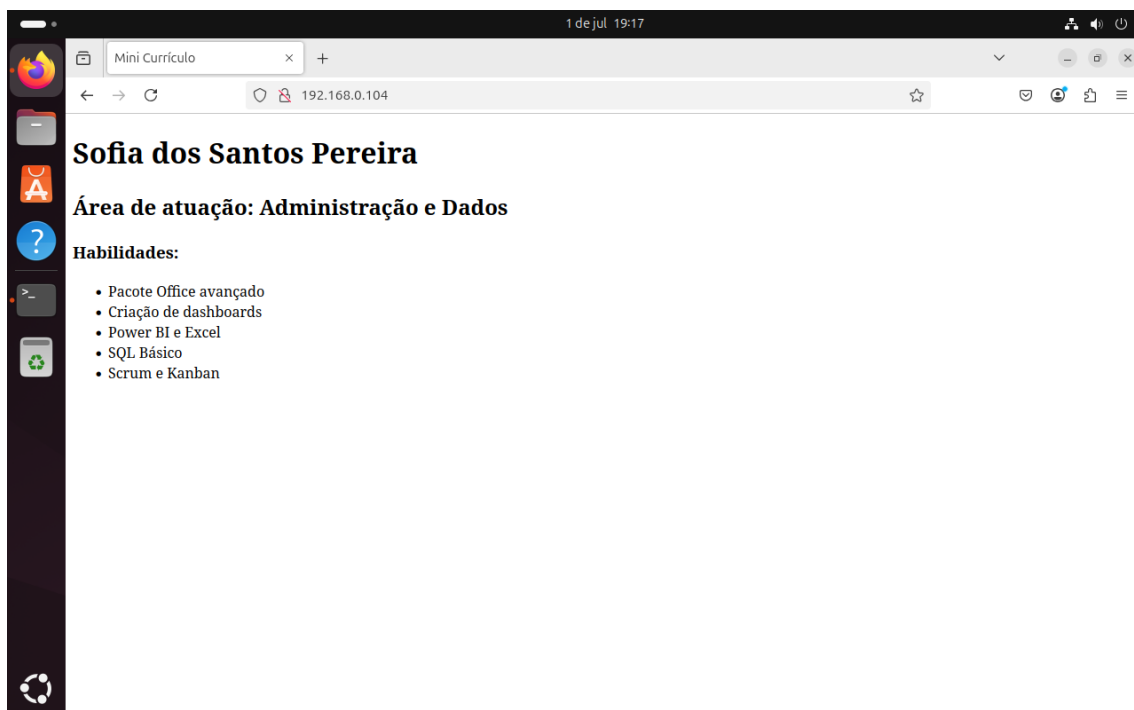 1 de jul 19:17
Mini Currículo
192.168.0.104
Sofia dos Santos Pereira
Área de atuação: Administração e Dados
Habilidades:
• Pacote Office avançado
• Criação de dashboards
• Power BI e Excel
• SQL Básico
• Scrum e Kanban